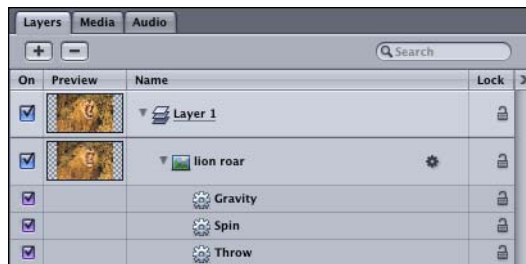 Layers Media Audio
Search
On Preview Name Lock
Layer 1
lion roar
Gravity
Spin
Throw